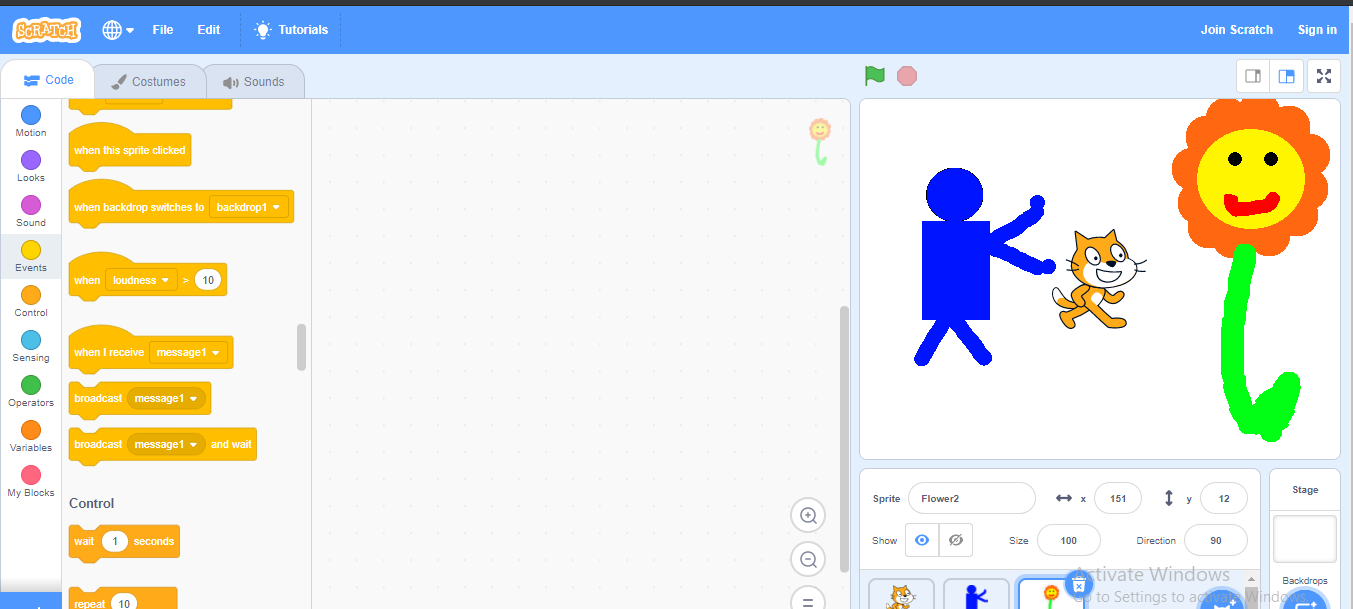 SCRATCH File Edit Tutorials Join Scratch Sign in
Code Costumes Sounds
Motion
Looks
Sound
Events
Control
Sensing
Operators
Variables
My Blocks
when this sprite clicked
when backdrop switches to backdrop1
when loudness > 10
when I receive message1
broadcast message1
broadcast message1 and wait
Control
wait 1 seconds
repeat 10
Sprite Flower2 x 151 y 12
Show Size 100 Direction 90
Stage
Backdrops
Activate Windows
Go to Settings to activate Windows.